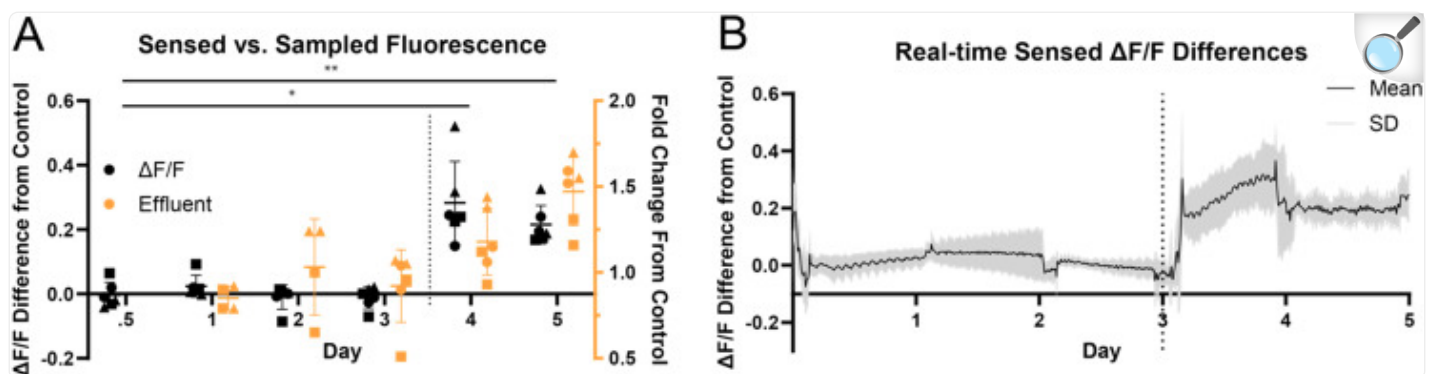 A
Sensed vs. Sampled Fluorescence
**
*
ΔF/F Difference from Control
0.6
0.4
0.2
0.0
-0.2
ΔF/F
Effluent
.5
1
2
3
4
5
Day
2.0
1.5
1.0
0.5
Fold Change From Control
B
Real-time Sensed ΔF/F Differences
Mean
SD
ΔF/F Difference from Control
0.6
0.4
0.2
0.0
-0.2
1
2
3
4
5
Day